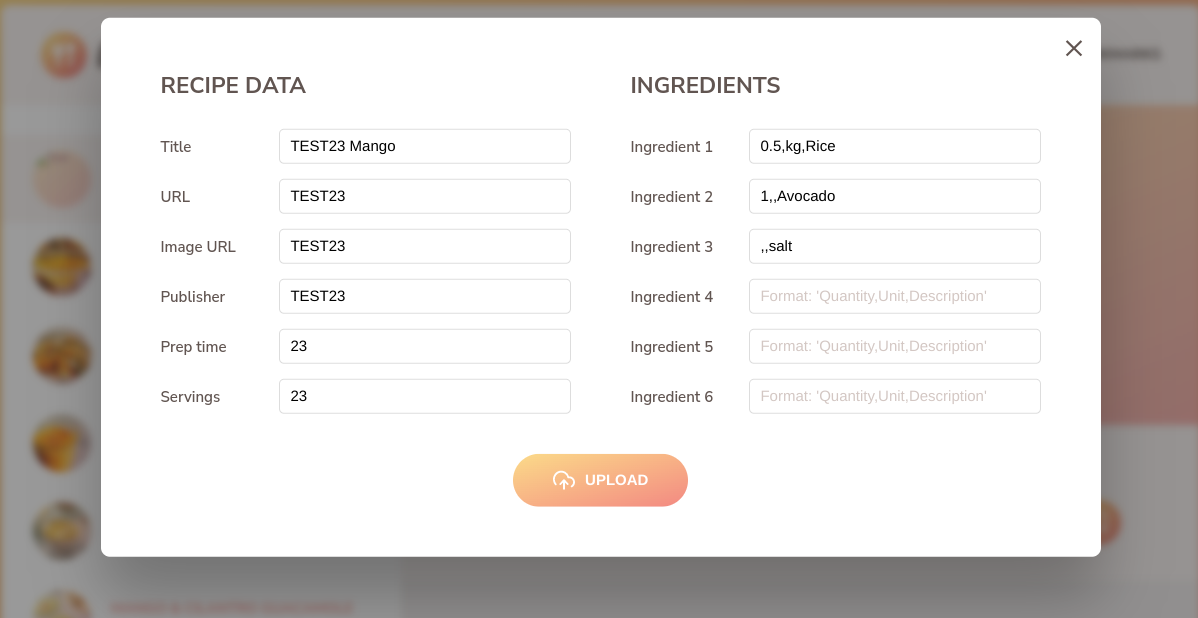 RECIPE DATA
Title TEST23 Mango
URL TEST23
Image URL TEST23
Publisher TEST23
Prep time 23
Servings 23
INGREDIENTS
Ingredient 1 0.5,kg,Rice
Ingredient 2 1,,Avocado
Ingredient 3 ,,salt
Ingredient 4 Format: 'Quantity,Unit,Description'
Ingredient 5 Format: 'Quantity,Unit,Description'
Ingredient 6 Format: 'Quantity,Unit,Description'
UPLOAD